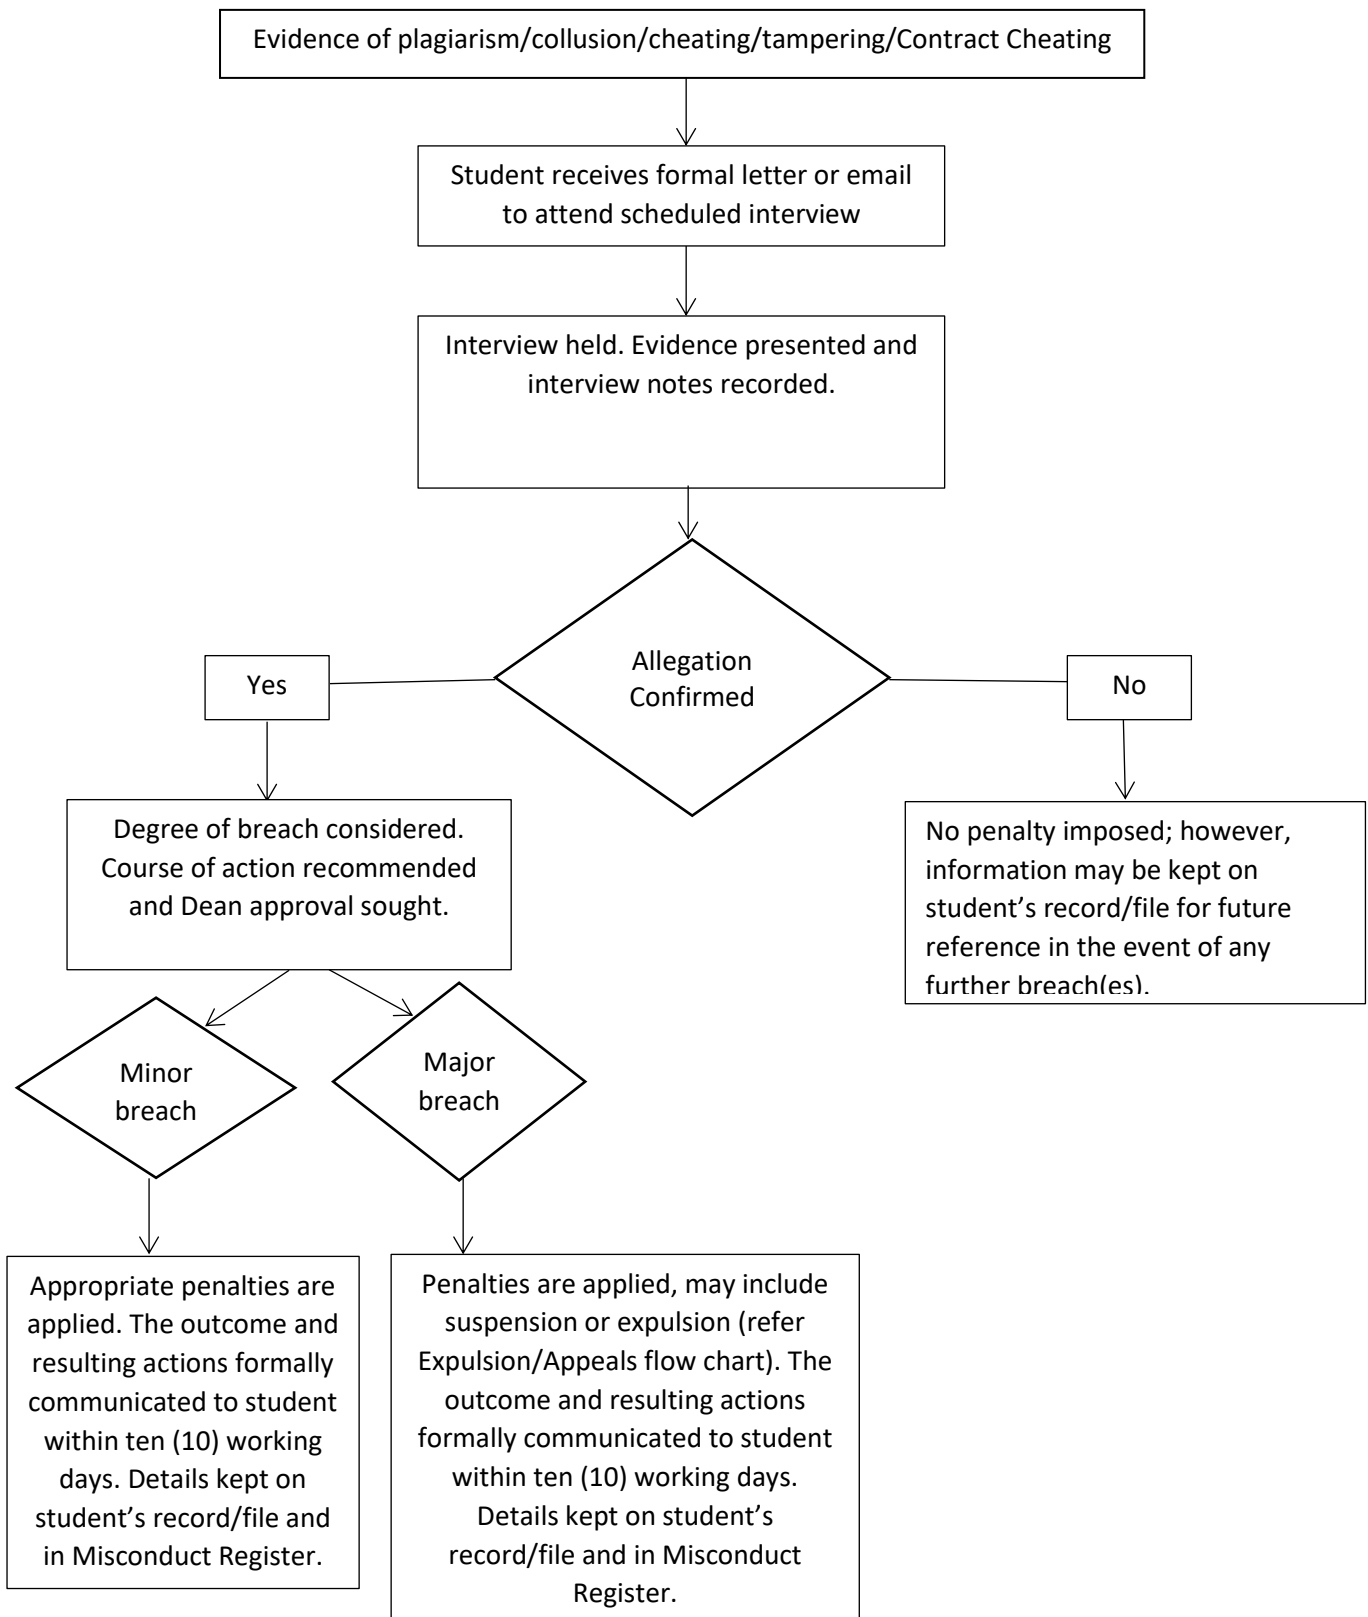 Evidence of plagiarism/collusion/cheating/tampering/Contract Cheating
Student receives formal letter or email
to attend scheduled interview
Interview held. Evidence presented and
interview notes recorded.
Allegation
Confirmed
Yes
No
Degree of breach considered.
Course of action recommended
and Dean approval sought.
No penalty imposed; however,
information may be kept on
student’s record/file for future
reference in the event of any
further breach(es).
Minor
breach
Major
breach
Appropriate penalties are
applied. The outcome and
resulting actions formally
communicated to student
within ten (10) working
days. Details kept on
student’s record/file and
in Misconduct Register.
Penalties are applied, may include
suspension or expulsion (refer
Expulsion/Appeals flow chart). The
outcome and resulting actions
formally communicated to student
within ten (10) working days.
Details kept on student’s
record/file and in Misconduct
Register.